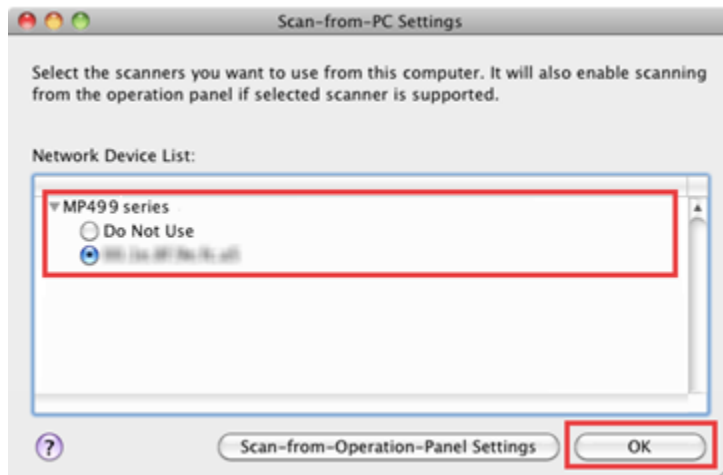 Scan-from-PC Settings
Select the scanners you want to use from this computer. It will also enable scanning
from the operation panel if selected scanner is supported.
Network Device List:
MP499 series
Do Not Use
?
Scan-from-Operation-Panel Settings
OK